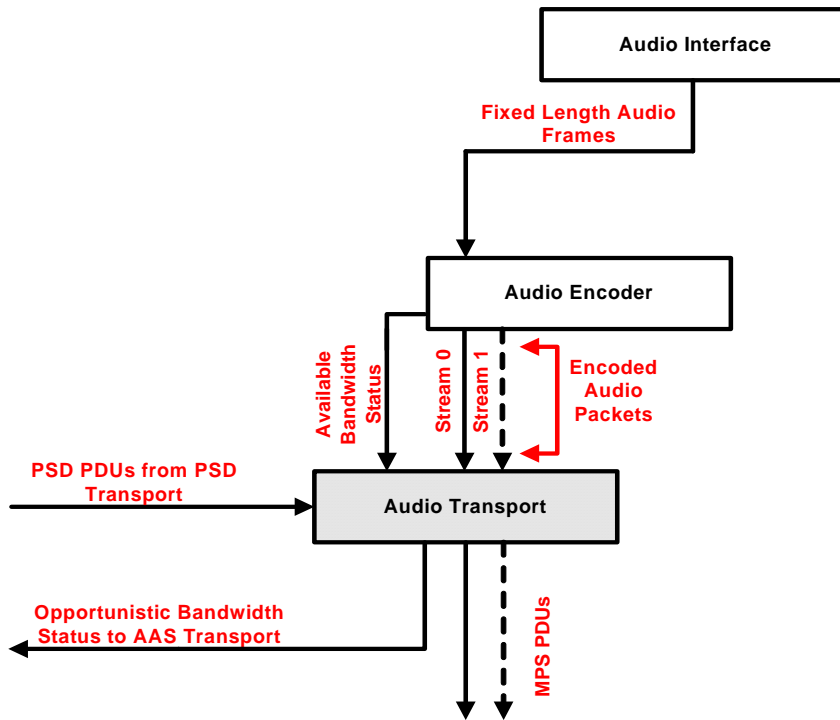 Audio Interface
Fixed Length Audio
Frames
Audio Encoder
Available
Bandwidth
Status
Stream 0
Stream 1
Encoded
Audio
Packets
PSD PDUs from PSD
Transport
Audio Transport
Opportunistic Bandwidth
Status to AAS Transport
MPS PDUs